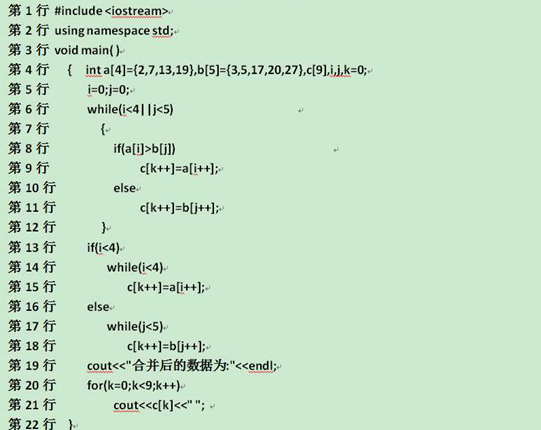 第 1 行 #include <iostream>
第 2 行 using namespace std;
第 3 行 void main( )
第 4 行 { int a[4]={2,7,13,19},b[5]={3,5,17,20,27},c[9],i,j,k=0;
第 5 行 i=0;j=0;
第 6 行 while(i<4||j<5)
第 7 行 {
第 8 行 if(a[i]>b[j])
第 9 行 c[k++]=a[i++];
第 10 行 else
第 11 行 c[k++]=b[j++];
第 12 行 }
第 13 行 if(i<4)
第 14 行 while(i<4)
第 15 行 c[k++]=a[i++];
第 16 行 else
第 17 行 while(j<5)
第 18 行 c[k++]=b[j++];
第 19 行 cout<<"合并后的数据为:"<<endl;
第 20 行 for(k=0;k<9;k++)
第 21 行 cout<<c[k]<<" ";
第 22 行 }